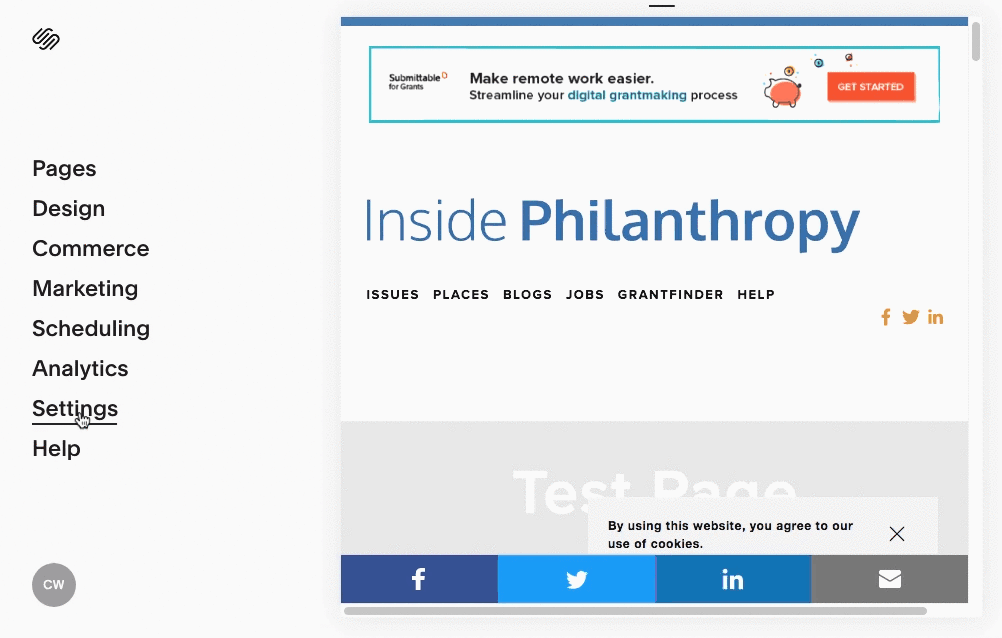 Pages
Design
Commerce
Marketing
Scheduling
Analytics
Settings
Help
CW
Submittable
for Grants
Make remote work easier.
Streamline your digital grantmaking process
GET STARTED
Inside Philanthropy
ISSUES PLACES BLOGS JOBS GRANTFINDER HELP
Test Page
By using this website, you agree to our
use of cookies.